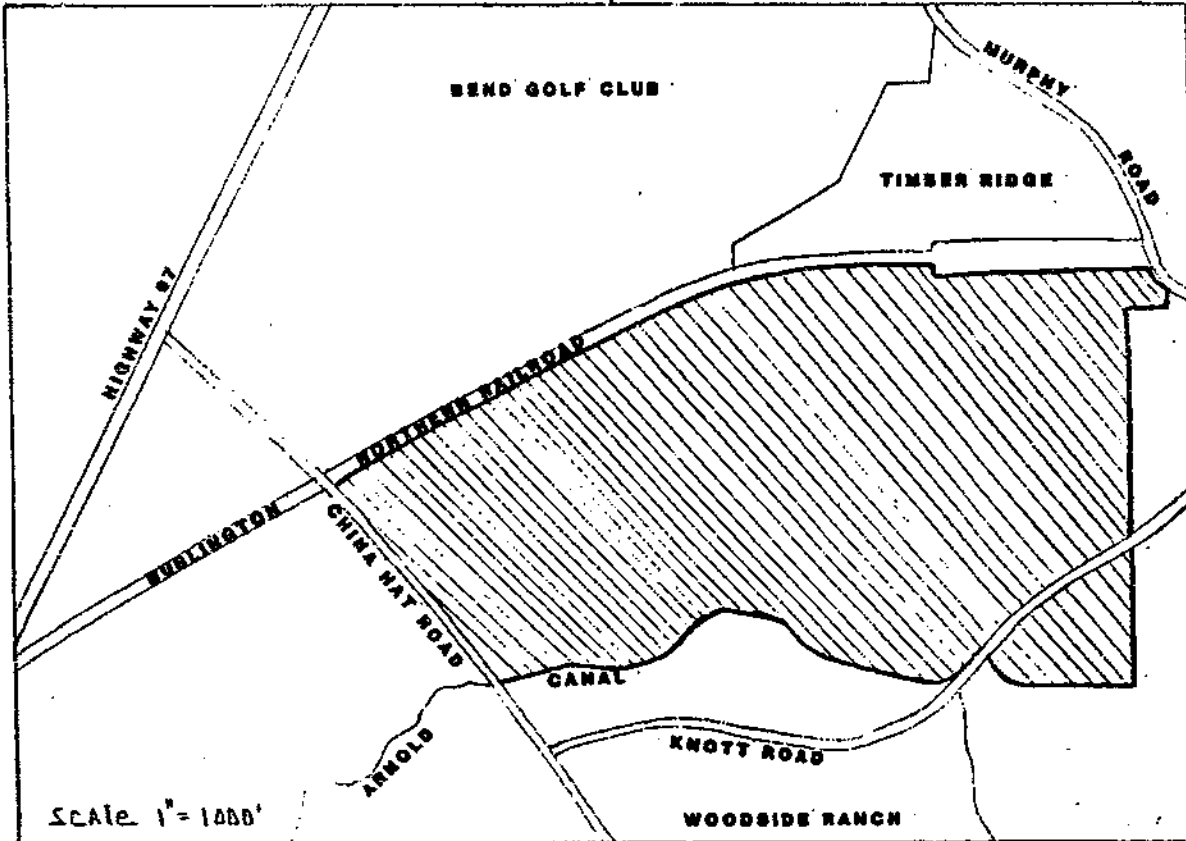 BEND GOLF CLUB
MURPHY ROAD
TIMBER RIDGE
HIGHWAY 97
BURLINGTON NORTHERN RAILROAD
CHINA HAT ROAD
CANAL
ARNOLD
KNOTT ROAD
WOODSIDE RANCH
SCAlE 1" = 1000'